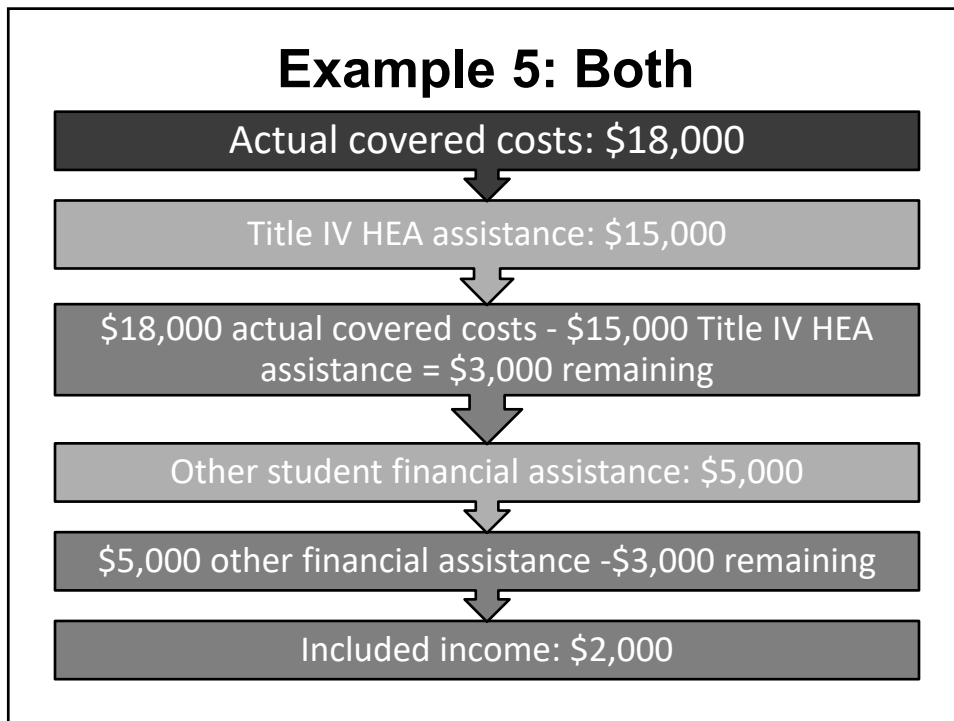 Example 5: Both
Actual covered costs: $18,000
Title IV HEA assistance: $15,000
$18,000 actual covered costs - $15,000 Title IV HEA
assistance = $3,000 remaining
Other student financial assistance: $5,000
$5,000 other financial assistance -$3,000 remaining
Included income: $2,000